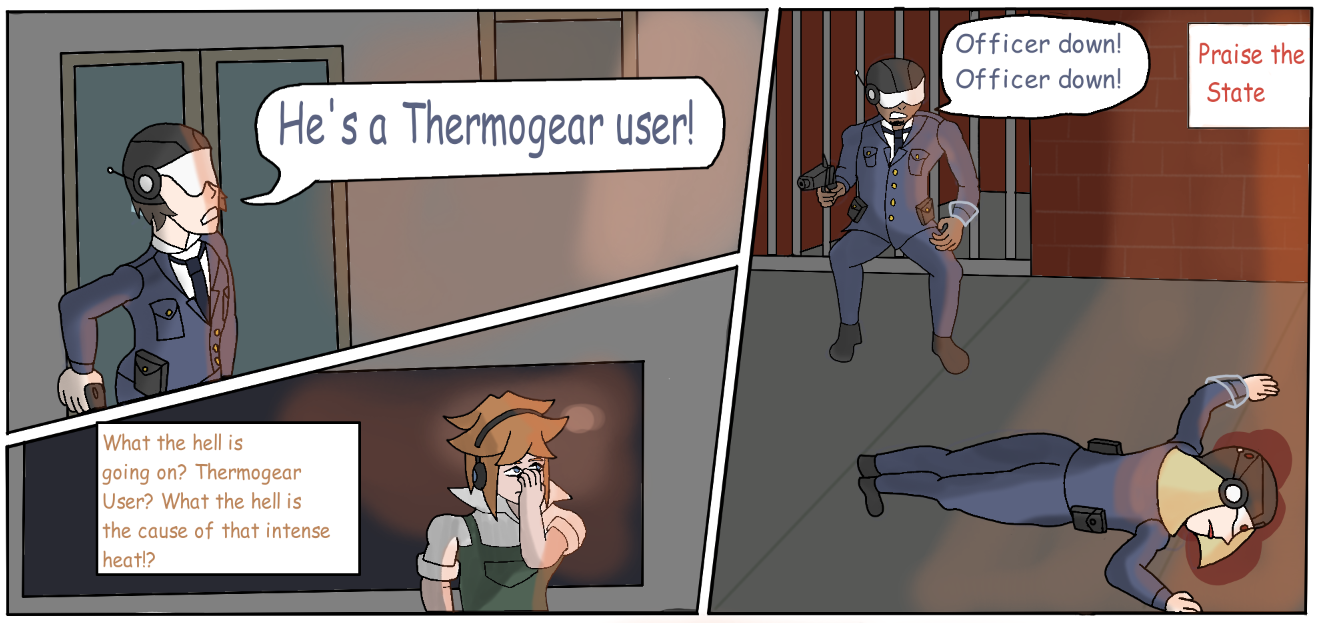 He's a Thermogear user!
What the hell is
going on? Thermogear
User? What the hell is
the cause of that intense
heat!?
Officer down!
Officer down!
Praise the
State